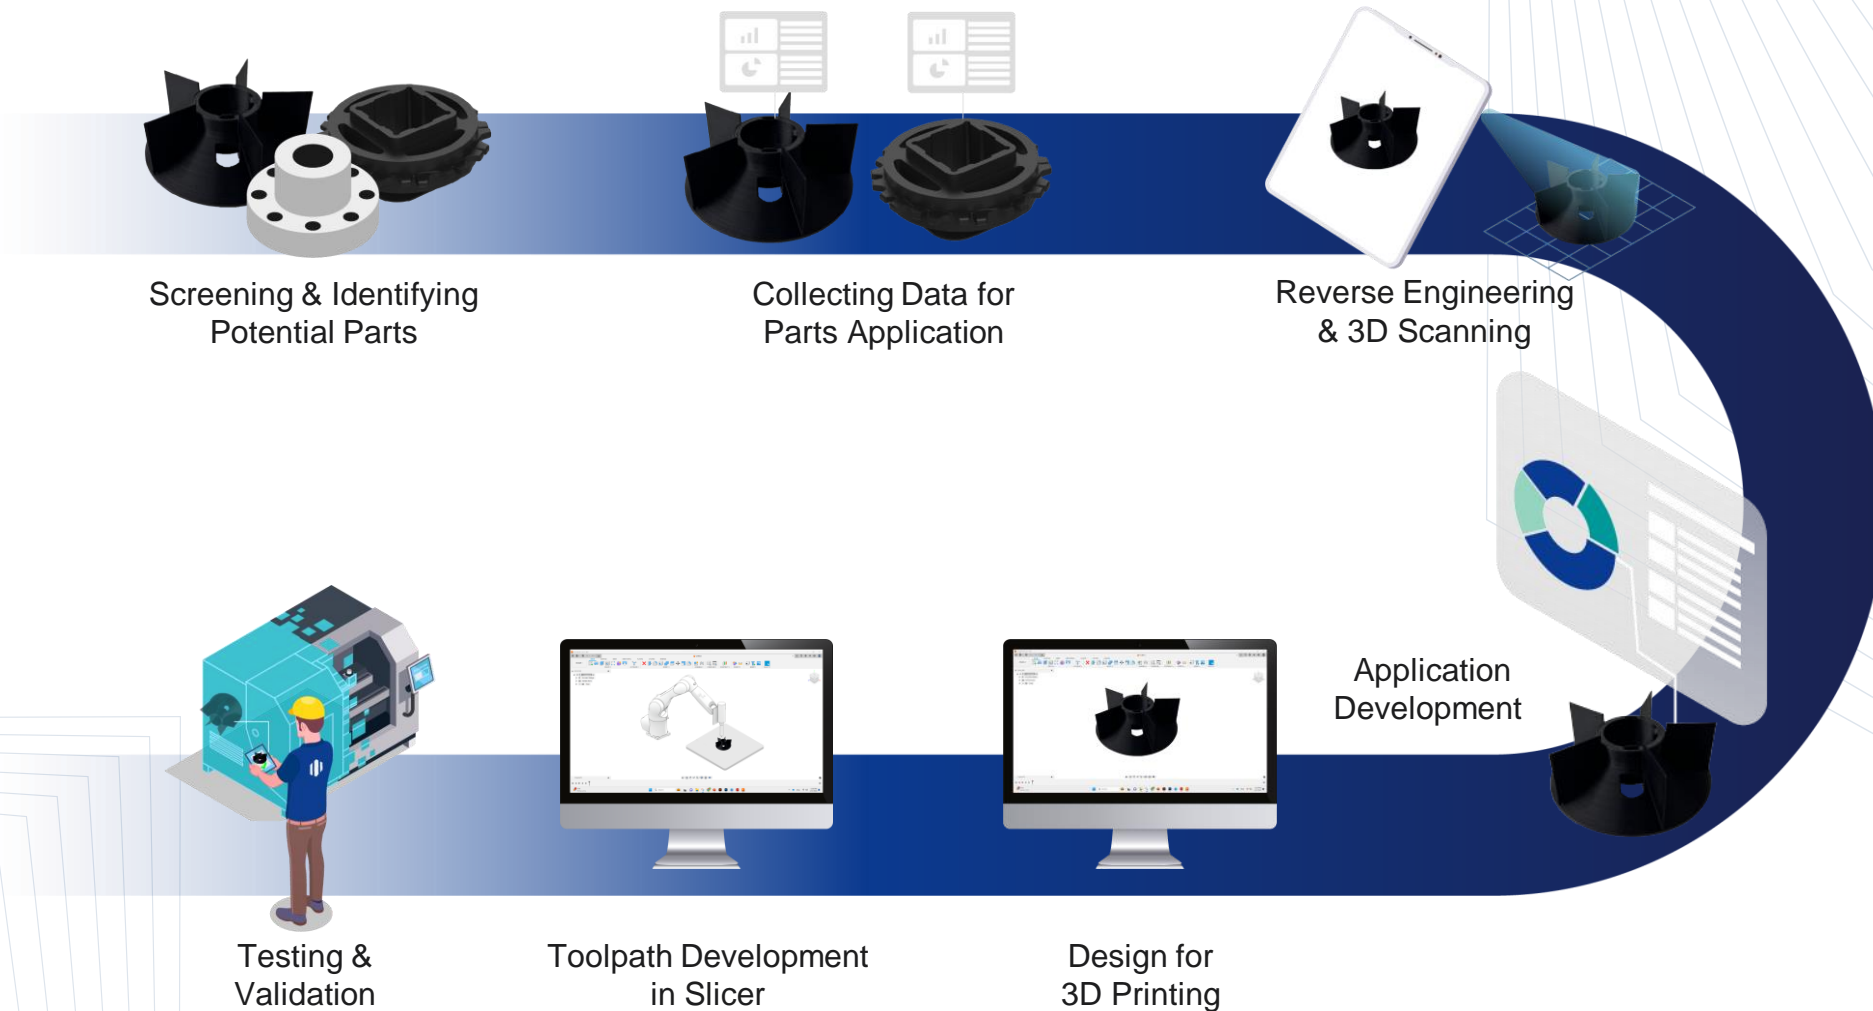 Screening & Identifying
Potential Parts
Collecting Data for
Parts Application
Reverse Engineering
& 3D Scanning
Application
Development
Design for
3D Printing
Toolpath Development
in Slicer
Testing &
Validation